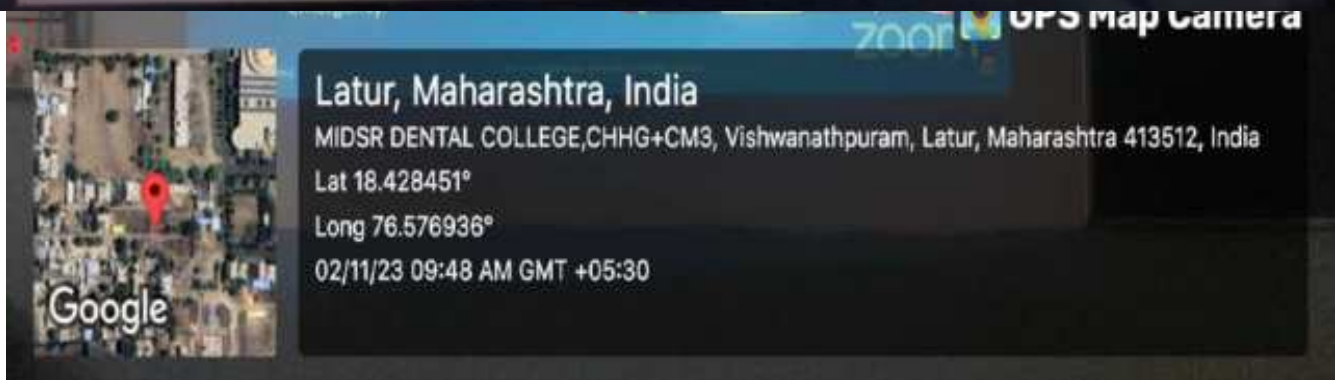 zoom
GPS Map Camera
Latur, Maharashtra, India
MIDSR DENTAL COLLEGE,CHHG+CM3, Vishwanathpuram, Latur, Maharashtra 413512, India
Lat 18.428451°
Long 76.576936°
02/11/23 09:48 AM GMT +05:30
Google